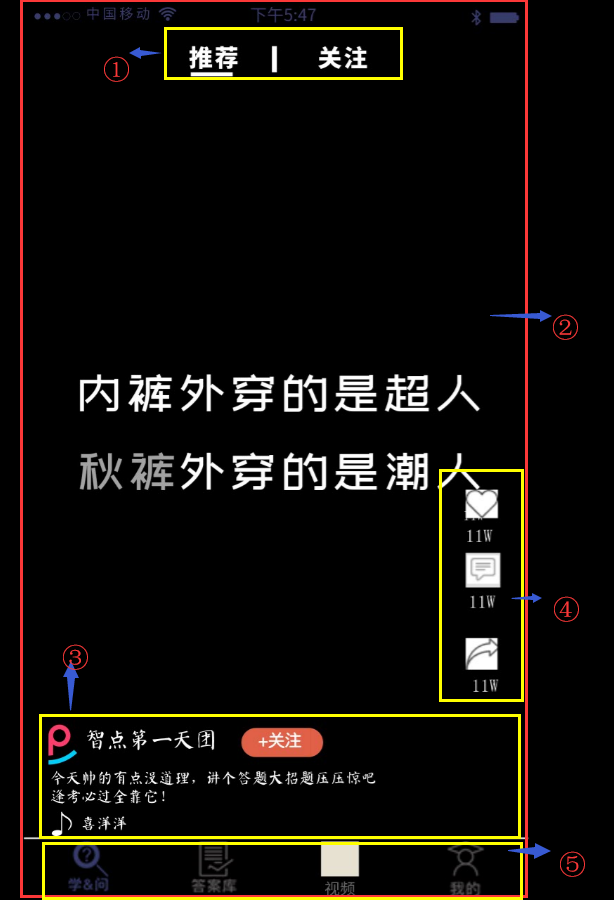 中国移动 下午5:47
① 推荐 | 关注
②
内裤外穿的是超人
秋裤外穿的是潮人
11W
11W
④
11W
③
智点第一天团 +关注
今天帅的有点没道理，讲个答题大招题压压惊吧
逢考必过全靠它！
喜洋洋
⑤
学&问 答案库 视频 我的